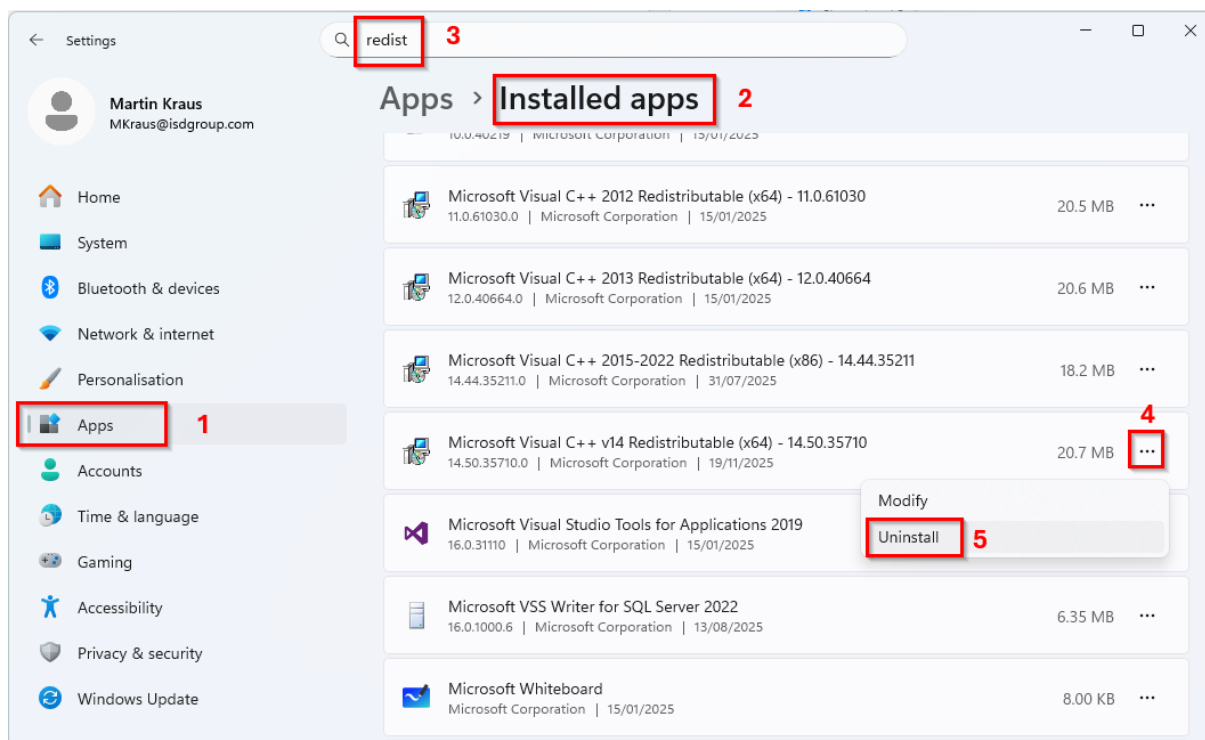 Settings
redist
3
Martin Kraus
MKraus@isdgroup.com
Apps > Installed apps
2
10.0.40219 | Microsoft Corporation | 15/01/2025
Home
System
Bluetooth & devices
Network & internet
Personalisation
Apps
1
Accounts
Time & language
Gaming
Accessibility
Privacy & security
Windows Update
Microsoft Visual C++ 2012 Redistributable (x64) - 11.0.61030
11.0.61030.0 | Microsoft Corporation | 15/01/2025
20.5 MB
Microsoft Visual C++ 2013 Redistributable (x64) - 12.0.40664
12.0.40664.0 | Microsoft Corporation | 15/01/2025
20.6 MB
Microsoft Visual C++ 2015-2022 Redistributable (x86) - 14.44.35211
14.44.35211.0 | Microsoft Corporation | 31/07/2025
18.2 MB
4
Microsoft Visual C++ v14 Redistributable (x64) - 14.50.35710
14.50.35710.0 | Microsoft Corporation | 19/11/2025
20.7 MB
Modify
Uninstall
5
Microsoft Visual Studio Tools for Applications 2019
16.0.31110 | Microsoft Corporation | 15/01/2025
Microsoft VSS Writer for SQL Server 2022
16.0.1000.6 | Microsoft Corporation | 13/08/2025
6.35 MB
Microsoft Whiteboard
Microsoft Corporation | 15/01/2025
8.00 KB